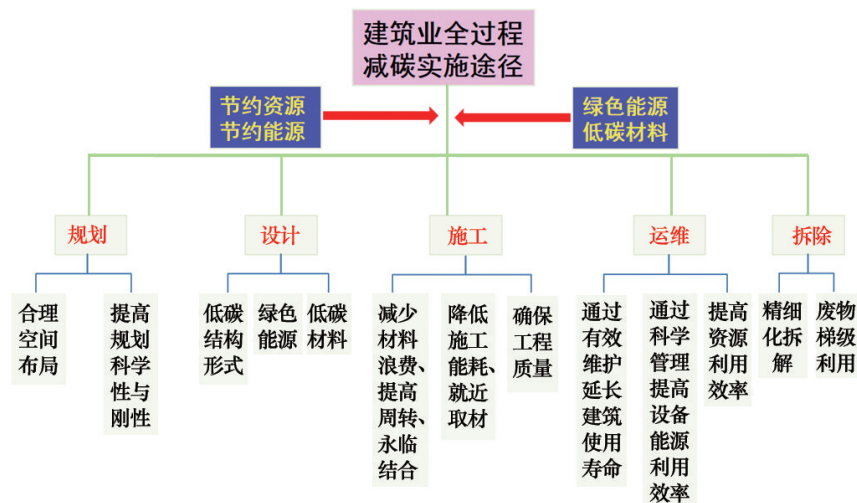 建筑业全过程
减碳实施途径
节约资源
节约能源
绿色能源
低碳材料
规划
设计
施工
运维
拆除
合理
空间
布局
提高
规划
科学
性与
刚性
低碳
结构
形式
绿色
能源
低碳
材料
减少
材料
浪费、
提高
周转、
永临
结合
降低
施工
能耗、
就近
取材
确保
工程
质量
通过
有效
维护
延长
建筑
使用
寿命
通过
科学
管理
提高
设备
能源
利用
效率
提高
资源
利用
效率
精细
化拆
解
废物
梯级
利用